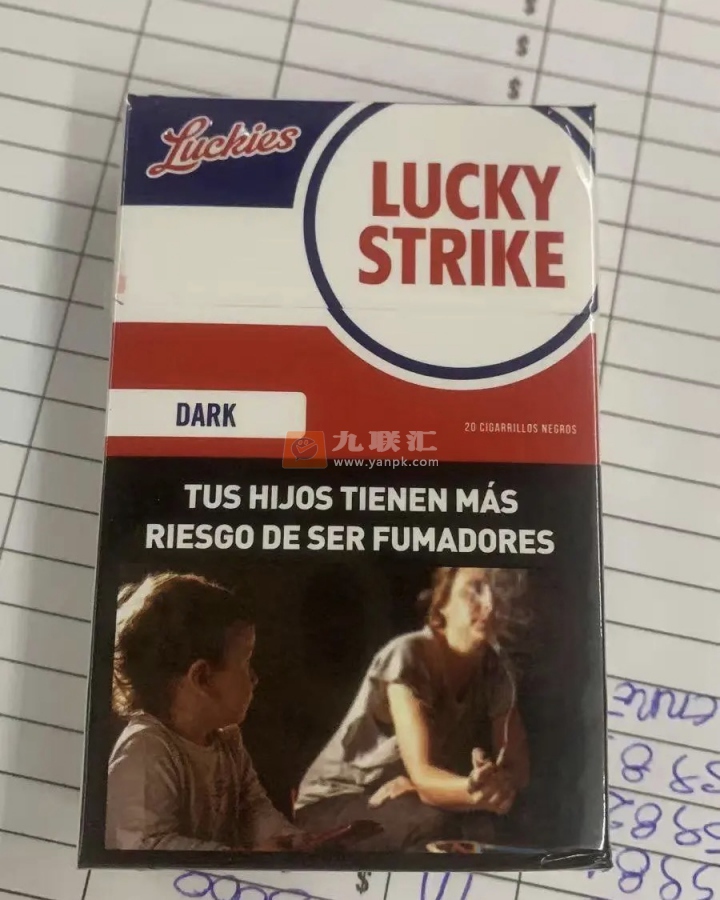 $
$
$
Luckies
LUCKY
STRIKE
DARK
20 CIGARRILLOS NEGROS
九联汇
www.yanpk.com
TUS HIJOS TIENEN MÁS
RIESGO DE SER FUMADORES
$